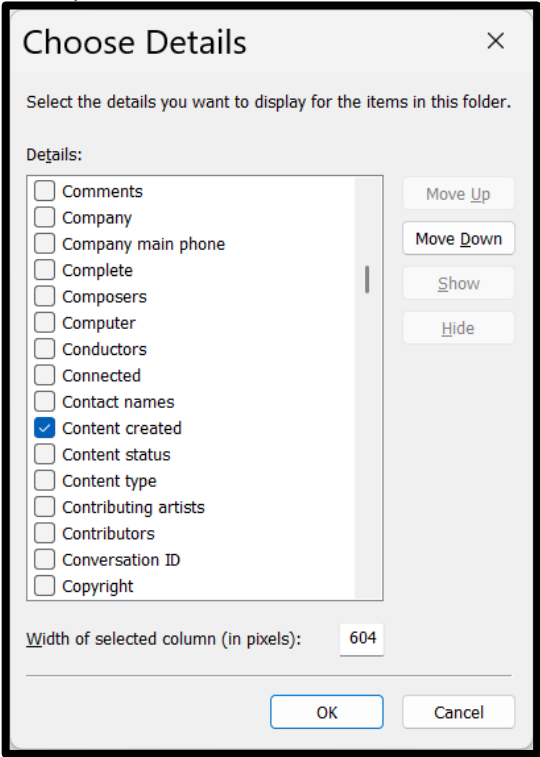 Choose Details
Select the details you want to display for the items in this folder.
Details:
Comments
Company
Company main phone
Complete
Composers
Computer
Conductors
Connected
Contact names
Content created
Content status
Content type
Contributing artists
Contributors
Conversation ID
Copyright
Move Up
Move Down
Show
Hide
Width of selected column (in pixels): 604
OK Cancel